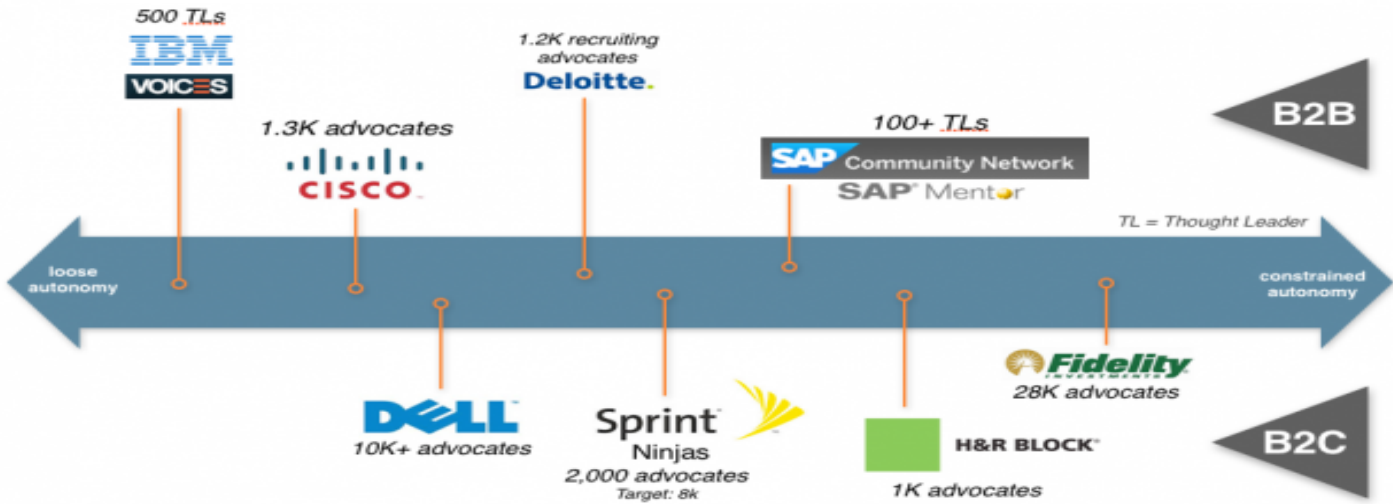 500 TLs
IBM
VOICES
1.3K advocates
CISCO
1.2K recruiting
advocates
Deloitte.
100+ TLs
SAP Community Network
SAP® Mentor
B2B
TL = Thought Leader
loose
autonomy
constrained
autonomy
DELL™
10K+ advocates
Sprint
Ninjas
2,000 advocates
Target: 8k
H&R BLOCK®
1K advocates
Fidelity
INVESTMENTS
28K advocates
B2C